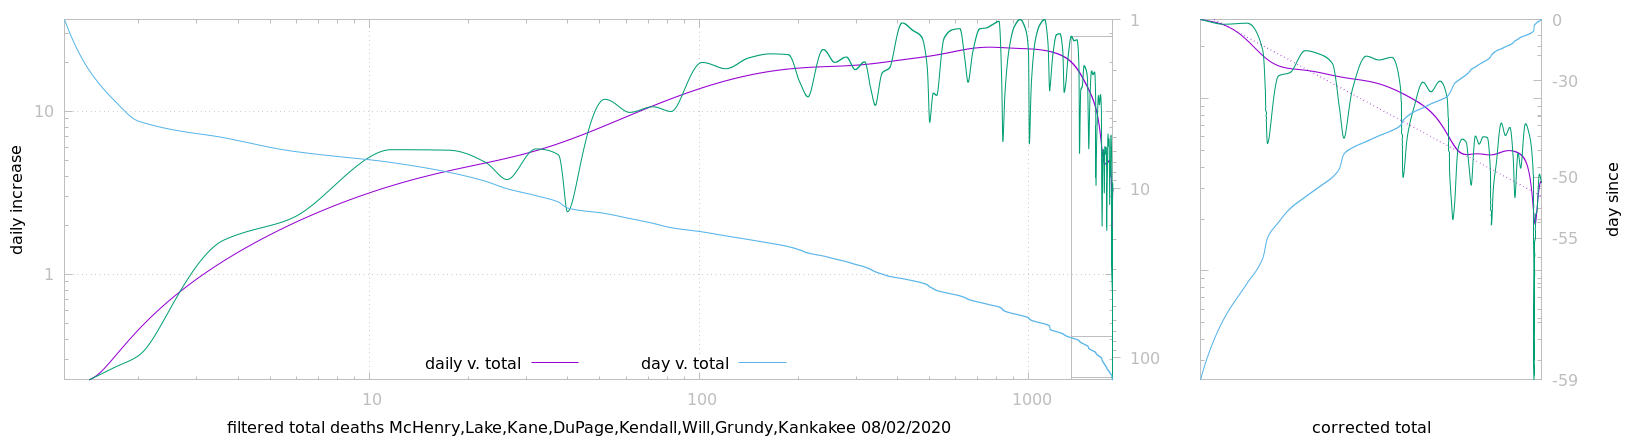 daily increase
10
1
1
10
100
daily v. total
day v. total
10
100
1000
filtered total deaths McHenry,Lake,Kane,DuPage,Kendall,Will,Grundy,Kankakee 08/02/2020
0
-30
-50
-55
-59
day since
corrected total